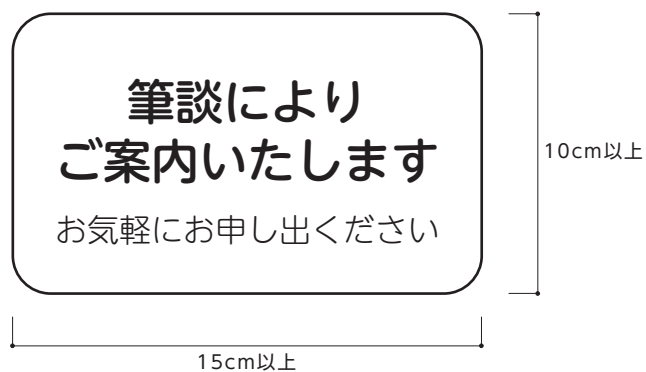 筆談により
ご案内いたします
お気軽にお申し出ください
10cm以上
15cm以上